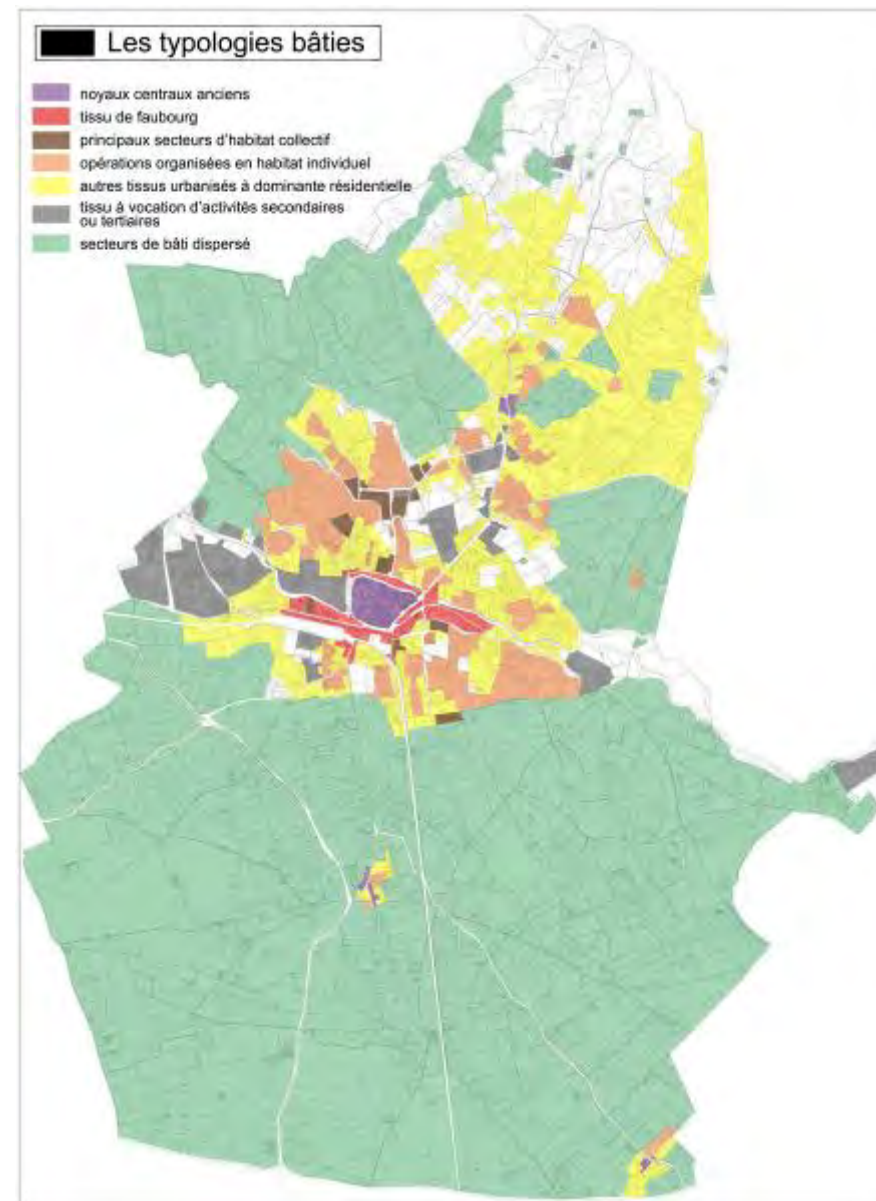 Les typologies bâties
noyaux centraux anciens
tissu de faubourg
principaux secteurs d'habitat collectif
opérations organisées en habitat individuel
autres tissus urbanisés à dominante résidentielle
tissu à vocation d'activités secondaires
ou tertiaires
secteurs de bâti dispersé